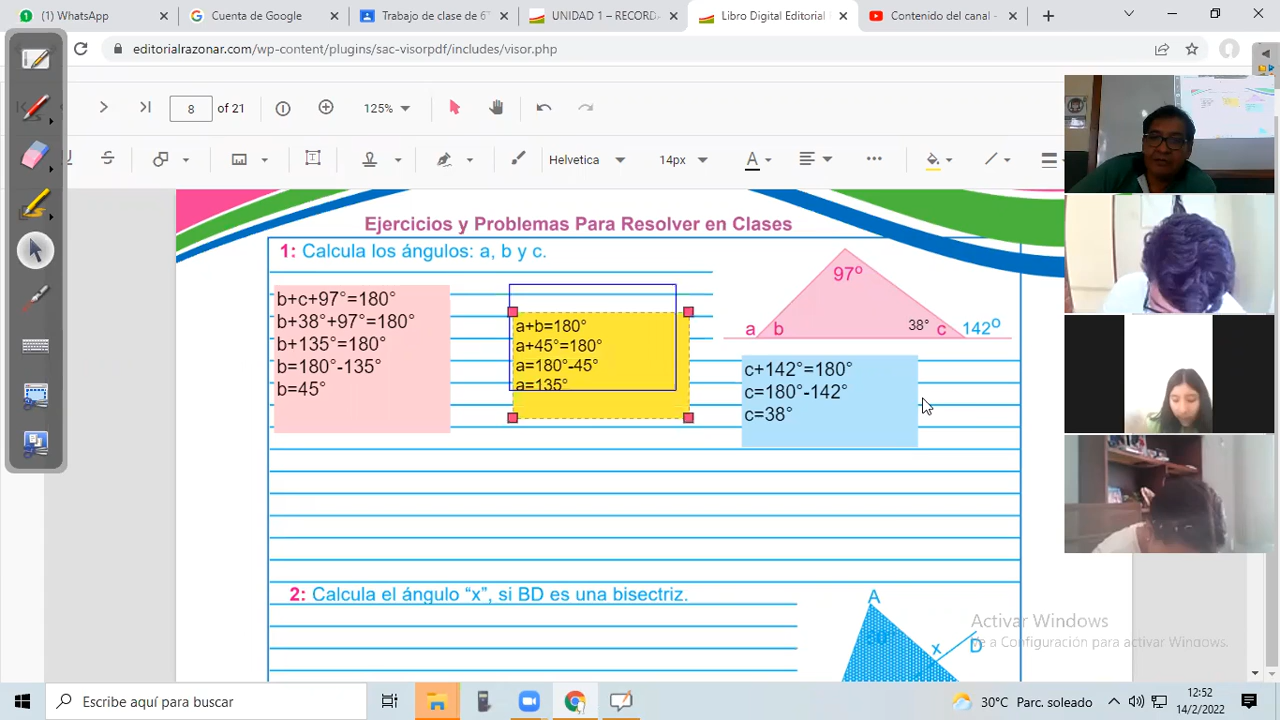 (1) WhatsApp
Cuenta de Google
Trabajo de clase de 6
UNIDAD 1 – RECORD
Libro Digital Editorial
Contenido del canal -
editorialrazonar.com/wp-content/plugins/sac-visorpdf/includes/visor.php
8 of 21
125%
Helvetica
14px
Ejercicios y Problemas Para Resolver en Clases
1: Calcula los ángulos: a, b y c.
b+c+97°=180°
b+38°+97°=180°
b+135°=180°
b=180°-135°
b=45°
a+b=180°
a+45°=180°
a=180°-45°
a=135°
97º
a b 38° c 142º
c+142°=180°
c=180°-142°
c=38°
2: Calcula el ángulo “x”, si BD es una bisectriz.
A
x
D
Activar Windows
Ve a Configuración para activar Windows.
Escribe aquí para buscar
30°C Parc. soleado
12:52
14/2/2022